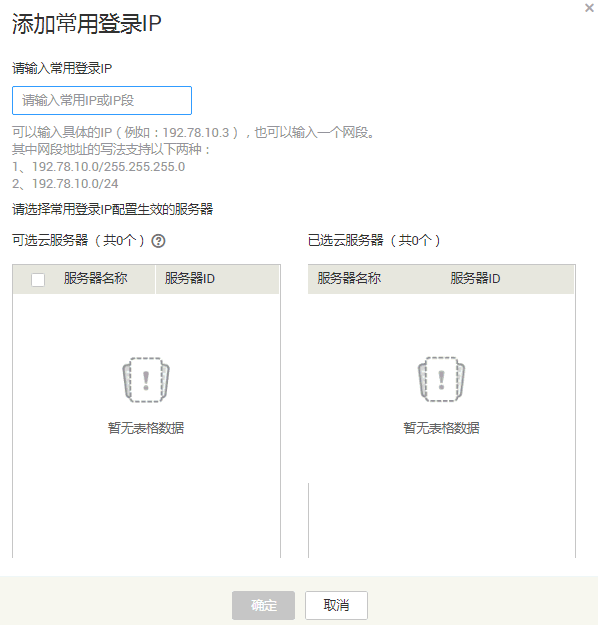 添加常用登录IP
请输入常用登录IP
请输入常用IP或IP段
可以输入具体的IP（例如：192.78.10.3），也可以输入一个网段。
其中网段地址的写法支持以下两种：
1、192.78.10.0/255.255.255.0
2、192.78.10.0/24
请选择常用登录IP配置生效的服务器
可选云服务器（共0个）
已选云服务器（共0个）
服务器名称 服务器ID
服务器名称 服务器ID
暂无表格数据
暂无表格数据
确定 取消